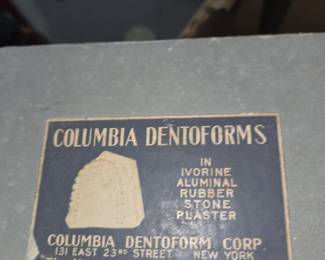 COLUMBIA DENTOFORMS
IN
IVORINE
ALUMINAL
RUBBER
STONE
PLASTER
COLUMBIA DENTOFORM CORP.
131 EAST 23RD STREET NEW YORK